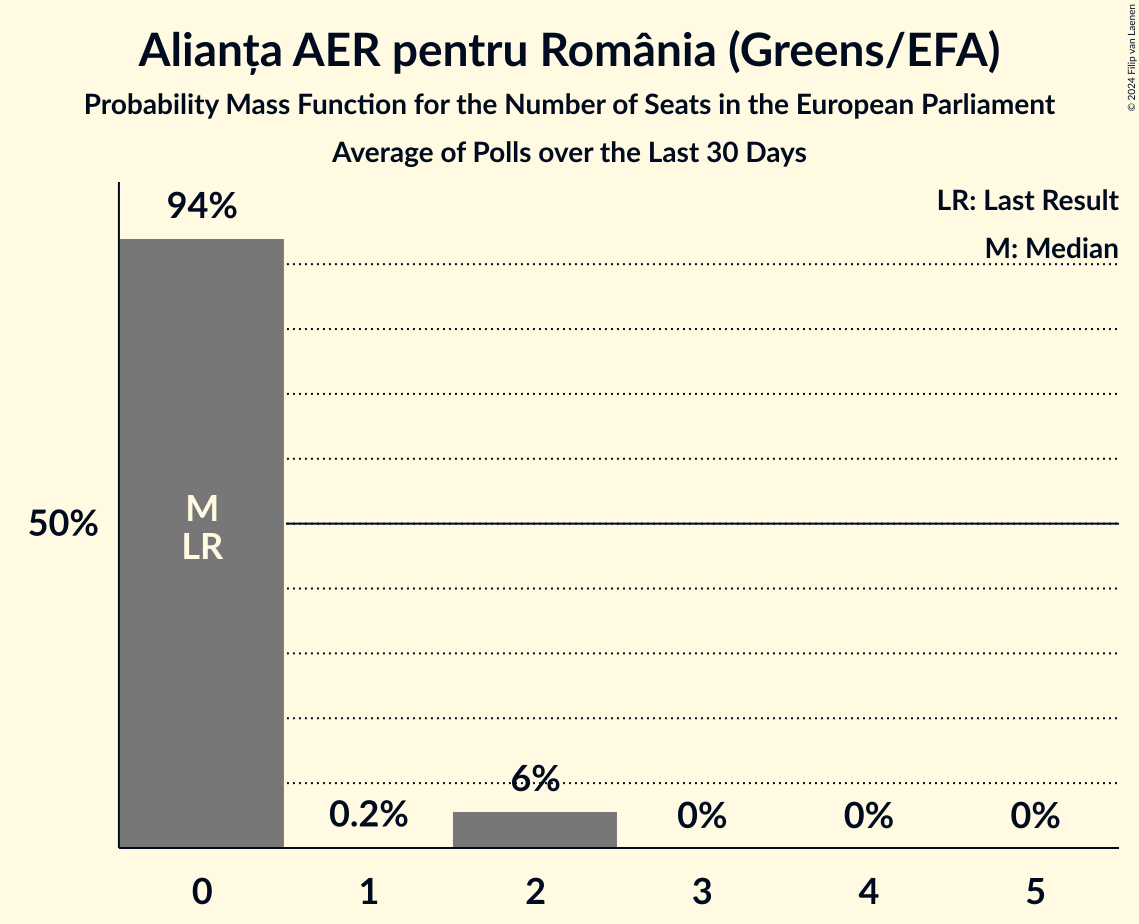 Alianța AER pentru România (Greens/EFA)
Probability Mass Function for the Number of Seats in the European Parliament
Average of Polls over the Last 30 Days
© 2024 Filip van Laenen
LR: Last Result
M: Median
94%
M
LR
50%
0.2%
6%
0%
0%
0%
0 1 2 3 4 5